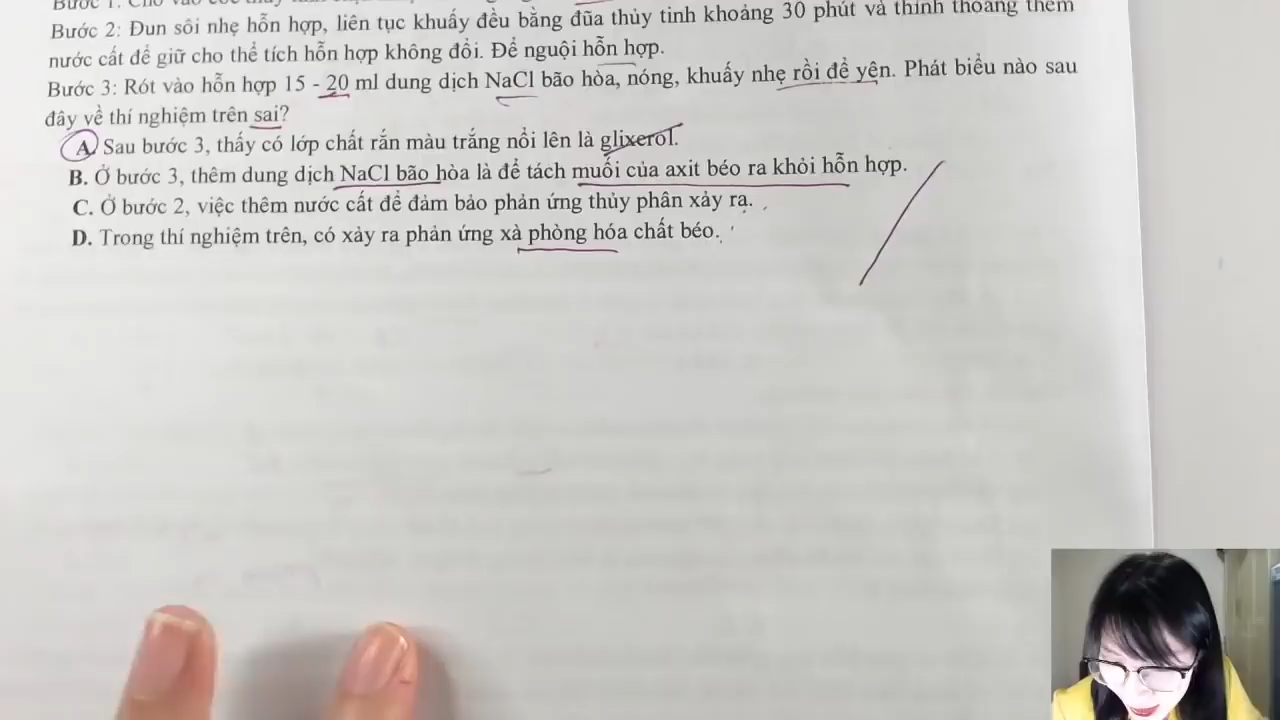 Bước 2: Đun sôi nhẹ hỗn hợp, liên tục khuấy đều bằng đũa thủy tinh khoảng 30 phút và thỉnh thoảng thêm
nước cất để giữ cho thể tích hỗn hợp không đổi. Để nguội hỗn hợp.
Bước 3: Rót vào hỗn hợp 15 - 20 ml dung dịch NaCl bão hòa, nóng, khuấy nhẹ rồi để yên. Phát biểu nào sau
đây về thí nghiệm trên sai?
A. Sau bước 3, thấy có lớp chất rắn màu trắng nổi lên là glixerol.
B. Ở bước 3, thêm dung dịch NaCl bão hòa là để tách muối của axit béo ra khỏi hỗn hợp.
C. Ở bước 2, việc thêm nước cất để đảm bảo phản ứng thủy phân xảy ra.
D. Trong thí nghiệm trên, có xảy ra phản ứng xà phòng hóa chất béo.